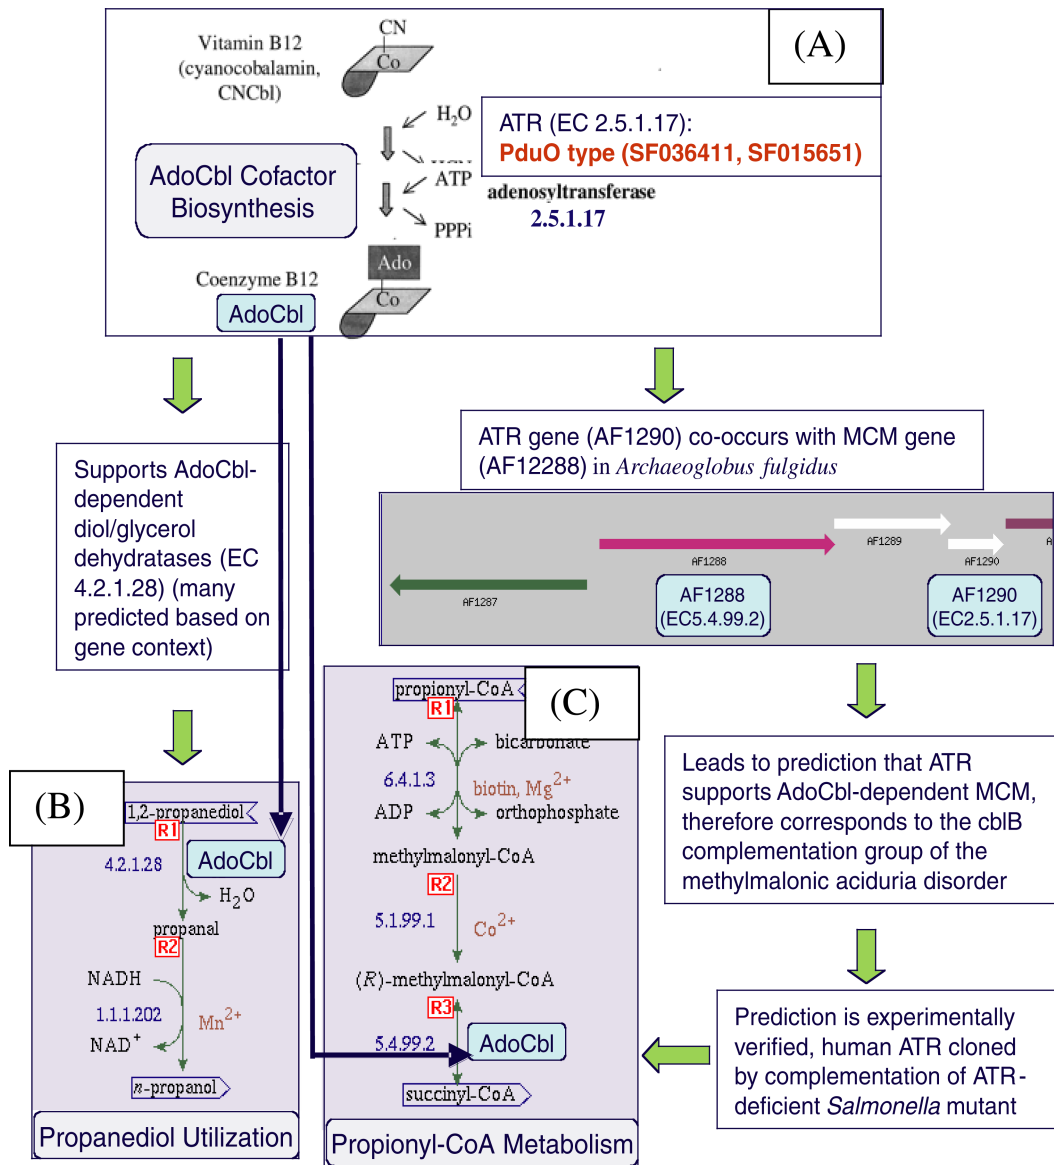 (A)
Vitamin B12
(cyanocobalamin,
CNCbl)
CN
Co
H2O
ATP
PPPi
AdoCbl Cofactor
Biosynthesis
ATR (EC 2.5.1.17):
PduO type (SF036411, SF015651)
adenosyltransferase
2.5.1.17
Coenzyme B12
AdoCbl
Ado
Co
Supports AdoCbl-
dependent
diol/glycerol
dehydratases (EC
4.2.1.28) (many
predicted based on
gene context)
ATR gene (AF1290) co-occurs with MCM gene
(AF12288) in Archaeoglobus fulgidus
AF1287
AF1288
AF1289
AF1290
A
AF1288
(EC5.4.99.2)
AF1290
(EC2.5.1.17)
Leads to prediction that ATR
supports AdoCbl-dependent MCM,
therefore corresponds to the cblB
complementation group of the
methylmalonic aciduria disorder
Prediction is experimentally
verified, human ATR cloned
by complementation of ATR-
deficient Salmonella mutant
(B)
1,2-propanediol
R1
4.2.1.28
AdoCbl
H2O
propanal
R2
NADH
1.1.1.202
Mn2+
NAD+
n-propanol
Propanediol Utilization
(C)
propionyl-CoA
R1
ATP
bicarbonate
6.4.1.3
biotin, Mg2+
ADP
orthophosphate
methylmalonyl-CoA
R2
5.1.99.1
Co2+
(R)-methylmalonyl-CoA
R3
5.4.99.2
AdoCbl
succinyl-CoA
Propionyl-CoA Metabolism